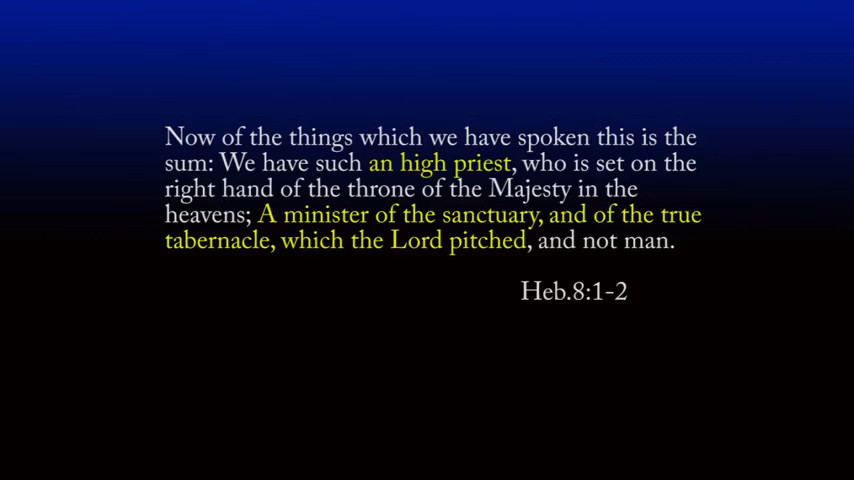 Now of the things which we have spoken this is the
sum: We have such an high priest, who is set on the
right hand of the throne of the Majesty in the
heavens; A minister of the sanctuary, and of the true
tabernacle, which the Lord pitched, and not man.
Heb.8:1-2